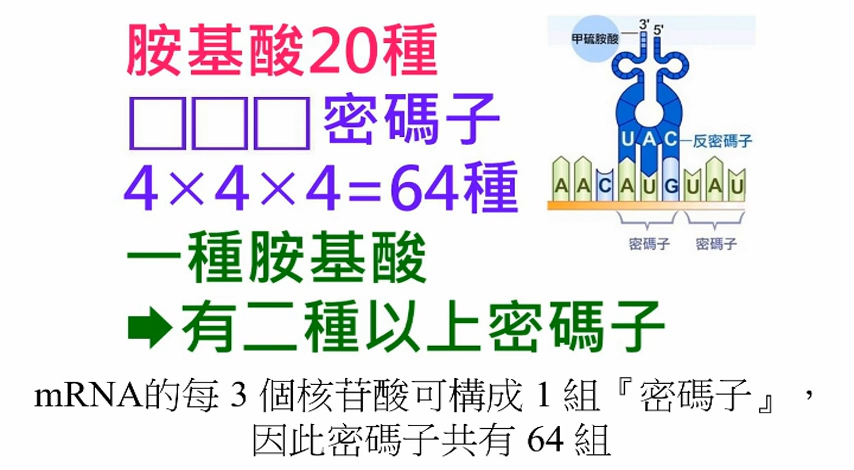 胺基酸20種
□□□密碼子
4×4×4=64種
一種胺基酸
➡有二種以上密碼子
甲硫胺酸
3' 5'
UAC
反密碼子
AACAUGUAU
密碼子 密碼子
mRNA的每 3 個核苷酸可構成 1 組『密碼子』，
因此密碼子共有 64 組